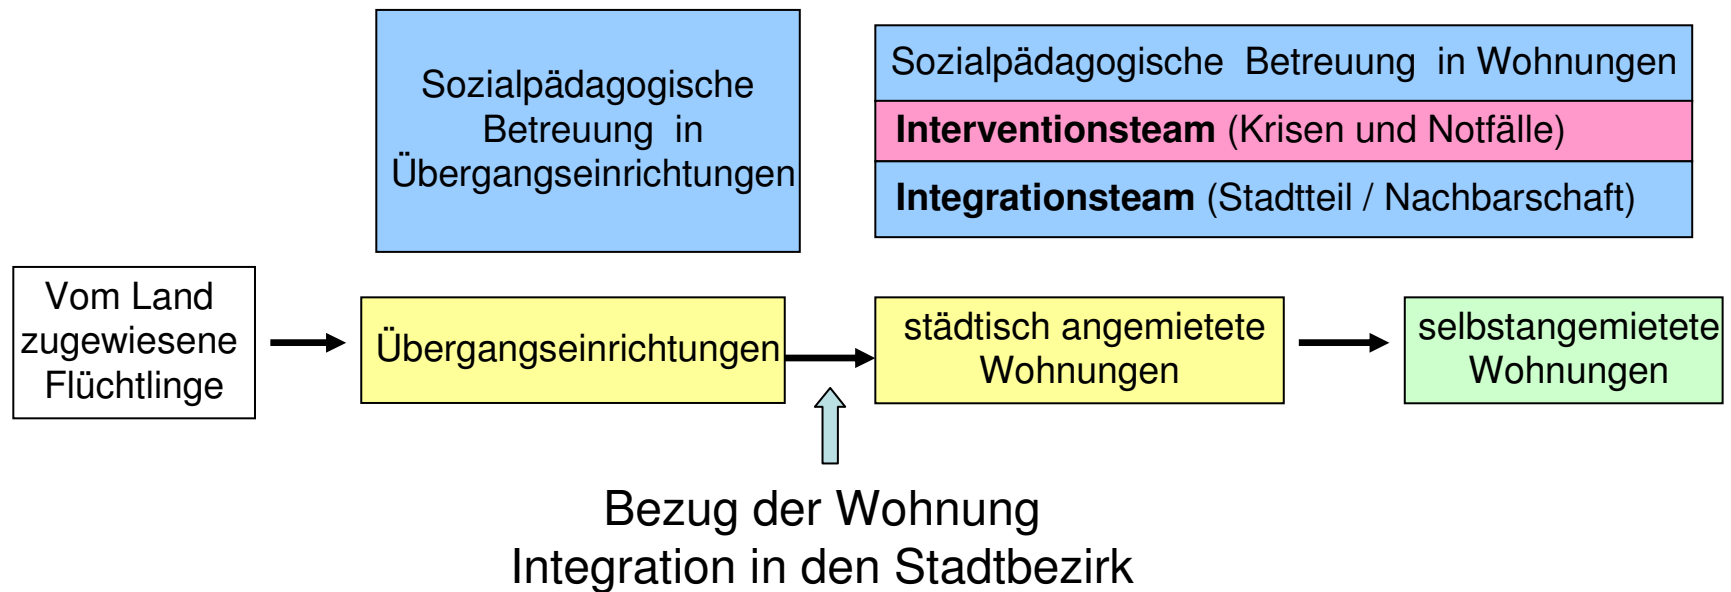 Sozialpädagogische
Betreuung in
Übergangseinrichtungen
Sozialpädagogische Betreuung in Wohnungen
Interventionsteam (Krisen und Notfälle)
Integrationsteam (Stadtteil / Nachbarschaft)
Vom Land
zugewiesene
Flüchtlinge
Übergangseinrichtungen
städtisch angemietete
Wohnungen
selbstangemietete
Wohnungen
Bezug der Wohnung
Integration in den Stadtbezirk